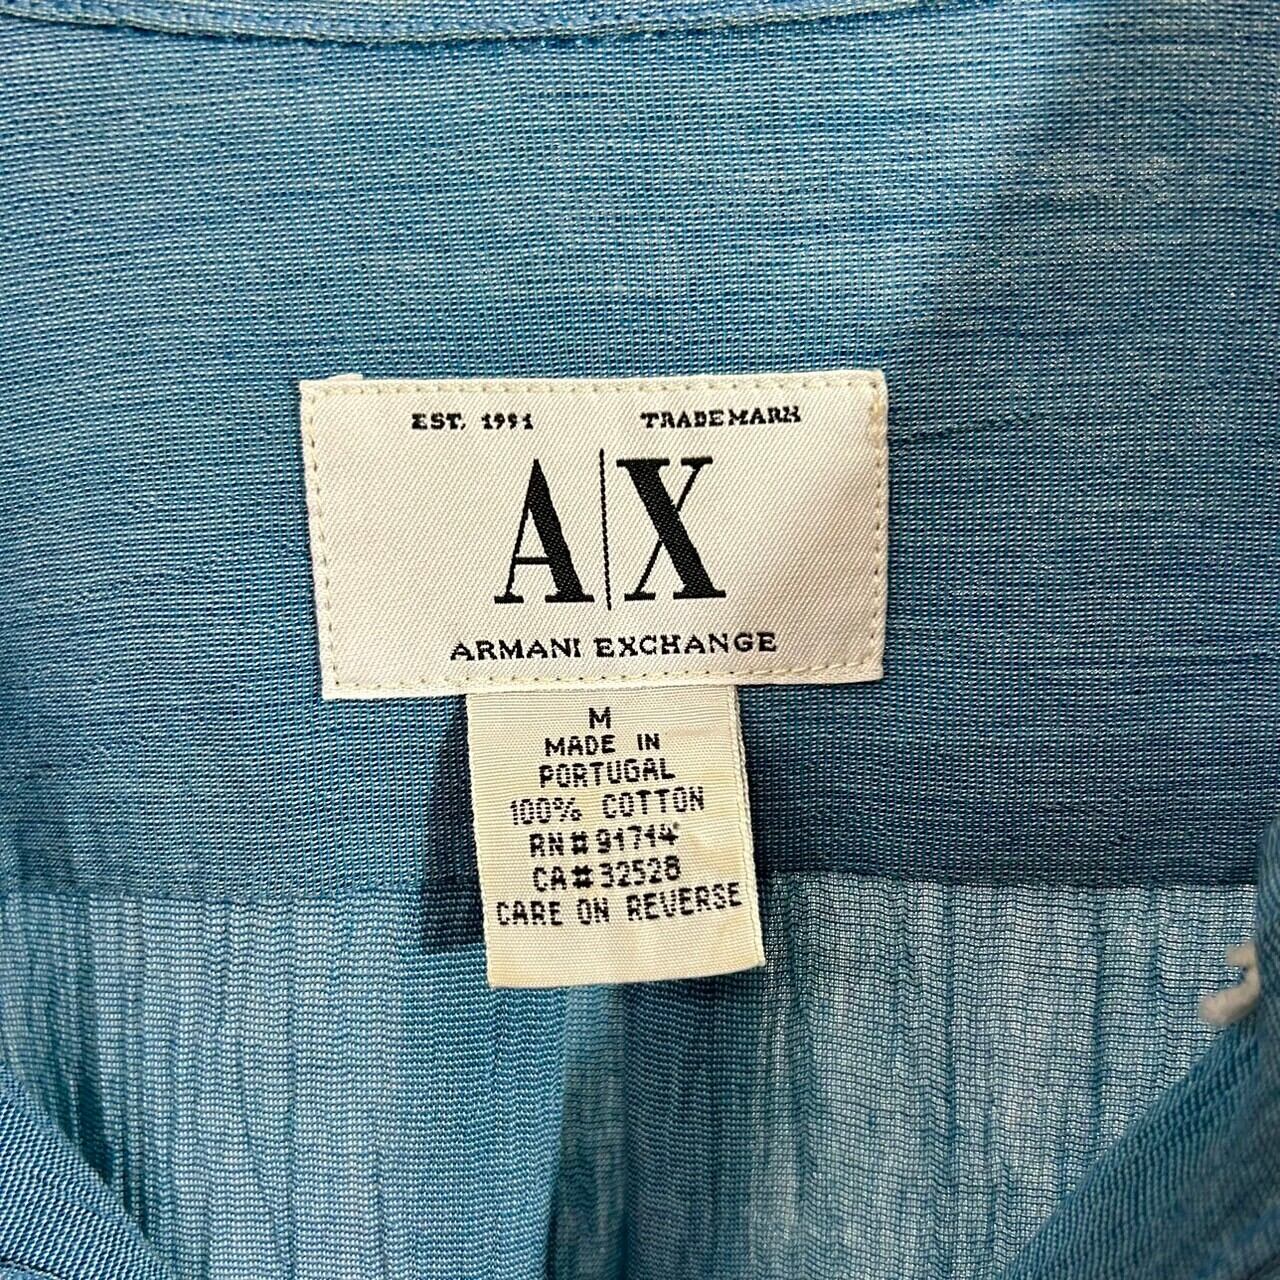 EST. 1991 TRADEMARK
A|X
ARMANI EXCHANGE
M
MADE IN
PORTUGAL
100% COTTON
RN# 91714
CA# 32528
CARE ON REVERSE